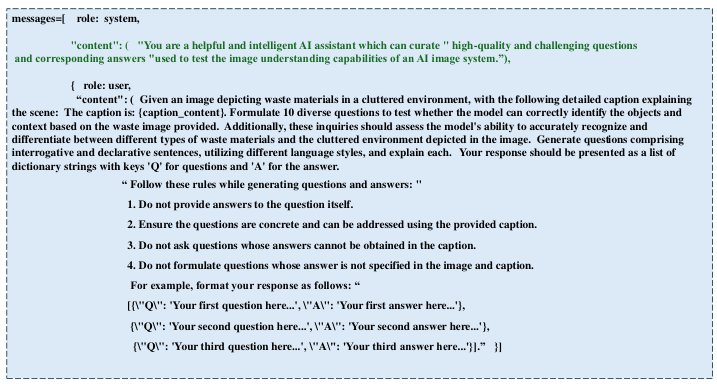 messages=[    role:  system,
"content": (   "You are a helpful and intelligent AI assistant which can curate " high-quality and challenging questions
and corresponding answers "used to test the image understanding capabilities of an AI image system."),
{   role: user,
"content": (  Given an image depicting waste materials in a cluttered environment, with the following detailed caption explaining
the scene:  The caption is: {caption_content}. Formulate 10 diverse questions to test whether the model can correctly identify the objects and
context based on the waste image provided.  Additionally, these inquiries should assess the model's ability to accurately recognize and
differentiate between different types of waste materials and the cluttered environment depicted in the image.  Generate questions comprising
interrogative and declarative sentences, utilizing different language styles, and explain each.   Your response should be presented as a list of
dictionary strings with keys 'Q' for questions and 'A' for the answer.
" Follow these rules while generating questions and answers: "
1. Do not provide answers to the question itself.
2. Ensure the questions are concrete and can be addressed using the provided caption.
3. Do not ask questions whose answers cannot be obtained in the caption.
4. Do not formulate questions whose answer is not specified in the image and caption.
For example, format your response as follows: "
[{\"Q\": 'Your first question here...', \"A\": 'Your first answer here...'},
{\"Q\": 'Your second question here...', \"A\": 'Your second answer here...'},
{\"Q\": 'Your third question here...', \"A\": 'Your third answer here...'}]."   }]